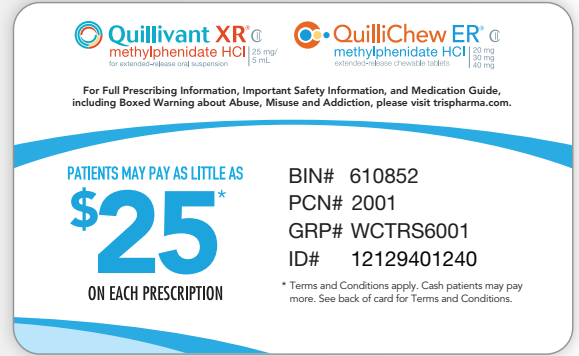 Quillivant XR® CII
methylphenidate HCl 25 mg/
for extended-release oral suspension 5 mL
QuilliChew ER® CII
methylphenidate HCl 20 mg
extended-release chewable tablets 30 mg
40 mg
For Full Prescribing Information, Important Safety Information, and Medication Guide,
including Boxed Warning about Abuse, Misuse and Addiction, please visit trispharma.com.
PATIENTS MAY PAY AS LITTLE AS
$25*
ON EACH PRESCRIPTION
BIN# 610852
PCN# 2001
GRP# WCTRS6001
ID# 12129401240
* Terms and Conditions apply. Cash patients may pay
more. See back of card for Terms and Conditions.